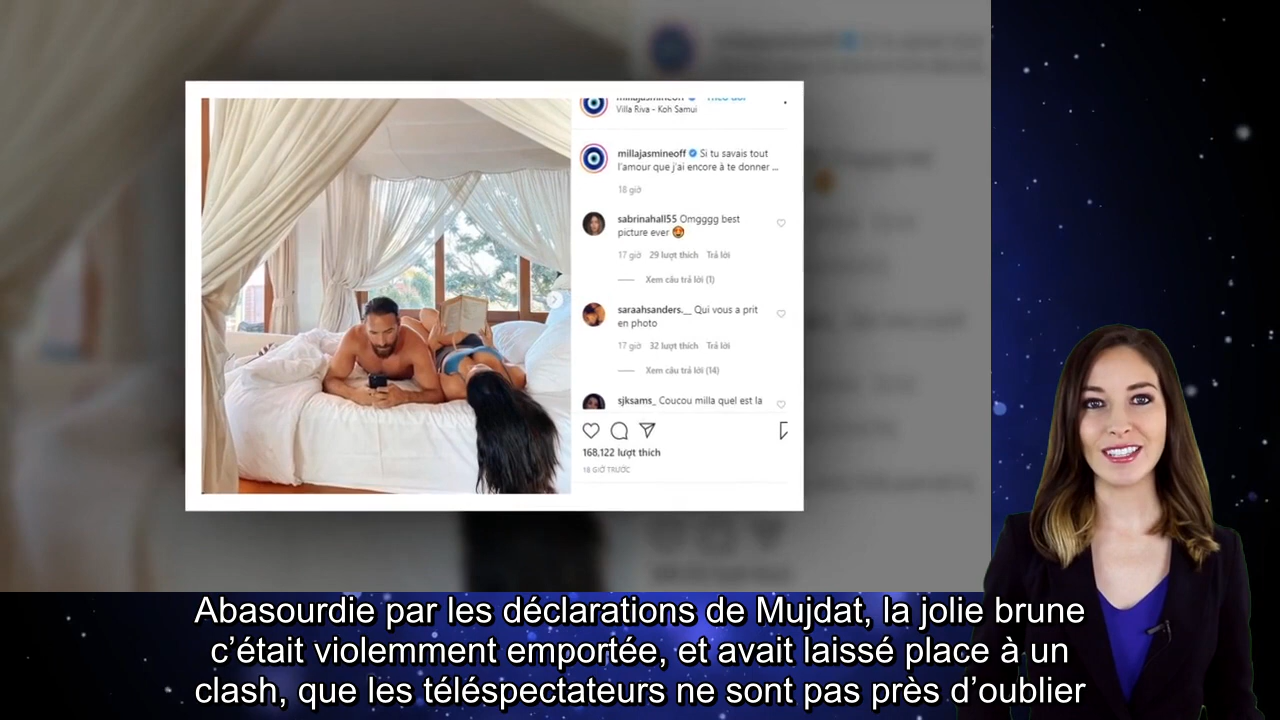 Villa Riva - Koh Samui
millajasmineoff Si tu savais tout
l'amour que j'ai encore à te donner ...
18 giờ
sabrinahall55 Omgggg best
picture ever
17 giờ 29 lượt thích Trả lời
Xem câu trả lời (1)
saraahsanders.__ Qui vous a prit
en photo
17 giờ 32 lượt thích Trả lời
Xem câu trả lời (14)
sjksams_ Coucou milla quel est la
168,122 lượt thích
18 GIỜ TRƯỚC
Abasourdie par les déclarations de Mujdat, la jolie brune
c’était violemment emportée, et avait laissé place à un
clash, que les téléspectateurs ne sont pas près d’oublier